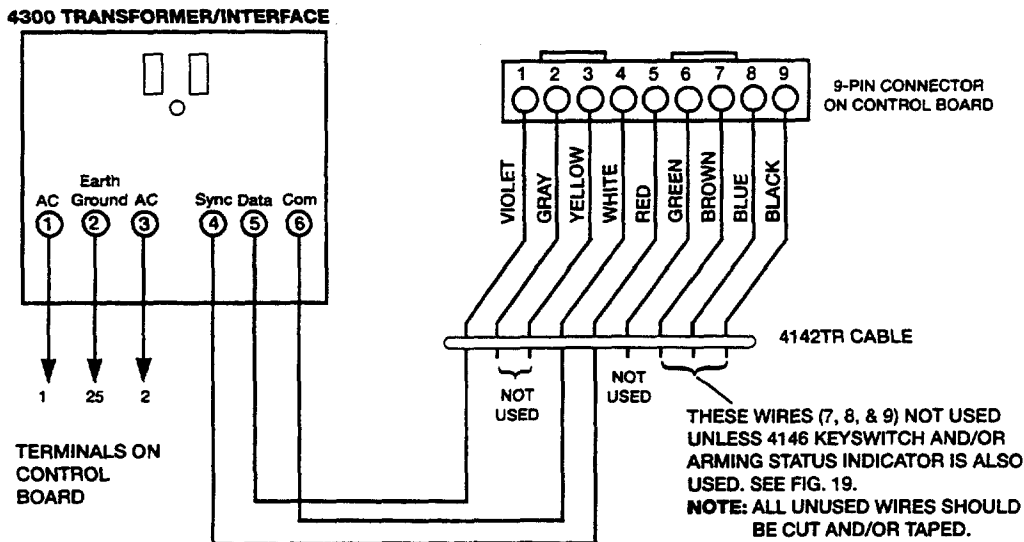 4300 TRANSFORMER/INTERFACE
1 2 3 4 5 6 7 8 9
9-PIN CONNECTOR
ON CONTROL BOARD
VIOLET
GRAY
YELLOW
WHITE
RED
GREEN
BROWN
BLUE
BLACK
Earth
AC Ground AC Sync Data Com
1 2 3 4 5 6
4142TR CABLE
1 25 2
NOT
USED
NOT
USED
TERMINALS ON
CONTROL
BOARD
THESE WIRES (7, 8, & 9) NOT USED
UNLESS 4146 KEYSWITCH AND/OR
ARMING STATUS INDICATOR IS ALSO
USED. SEE FIG. 19.
NOTE: ALL UNUSED WIRES SHOULD
BE CUT AND/OR TAPED.